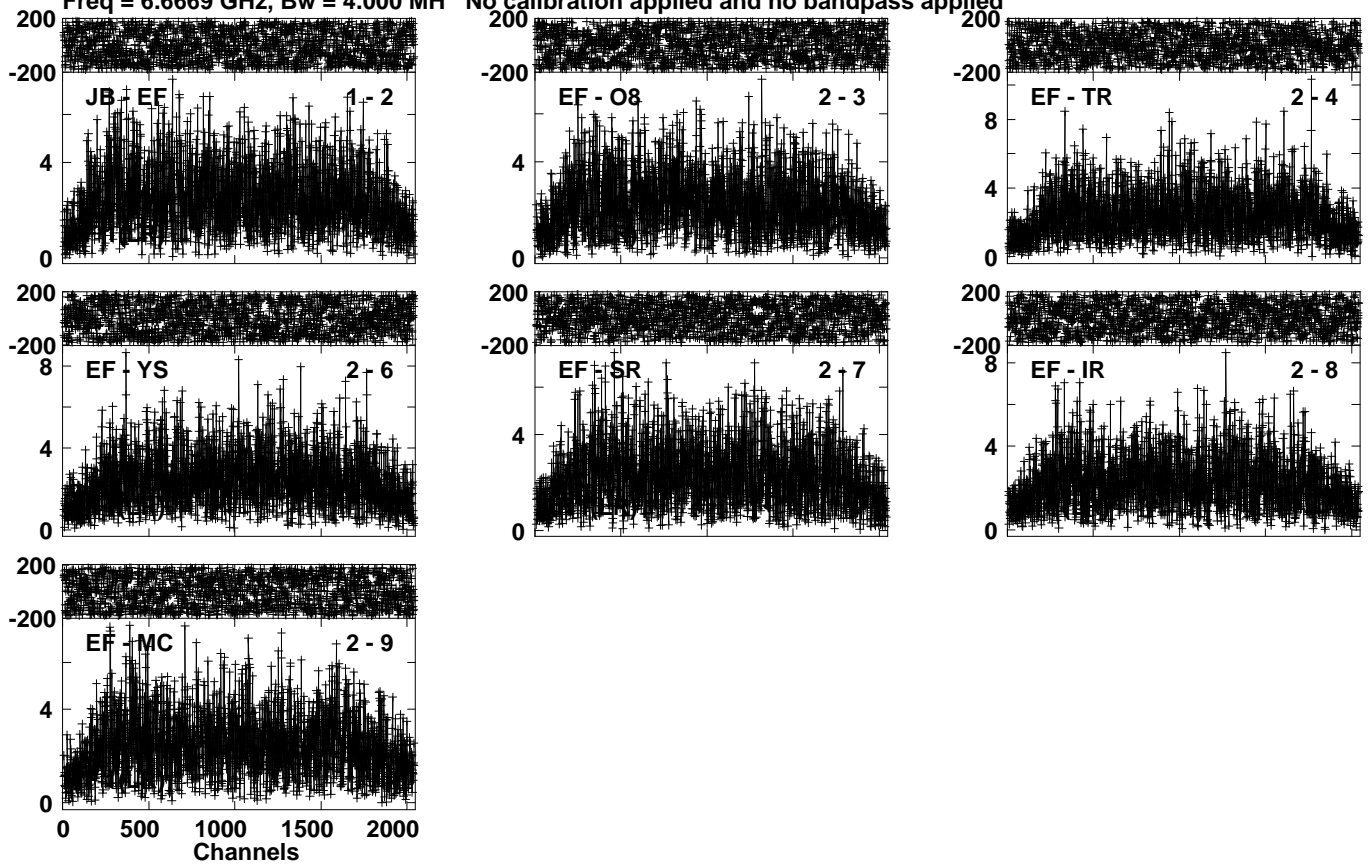 Freq = 6.6669 GHz, Bw = 4.000 MH No calibration applied and no bandpass applied
200 200 200
-200 -200 -200
JB - EF 1 - 2 EF - O8 2 - 3 EF - TR 2 - 4
8
4 4 4
0 0 0
200 200 200
-200 -200 -200
8 EF - YS 2 - 6 EF - SR 2 - 7 8 EF - IR 2 - 8
4 4 4
0 0 0
200
-200
EF - MC 2 - 9
4
0
0 500 1000 1500 2000
Channels